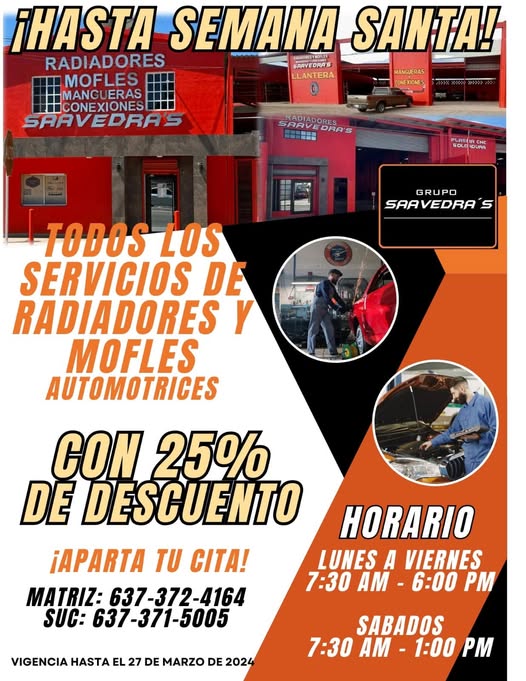 ¡HASTA SEMANA SANTA!
RADIADORES
MOFLES
MANGUERAS
CONEXIONES
SAAVEDRA'S
SAAVEDRA'S
LLANTERA
MANGUERAS
CONEXIONES
RADIADORES
SAAVEDRA'S
GRUPO
SAAVEDRA´S
TODOS LOS
SERVICIOS DE
RADIADORES Y
MOFLES
AUTOMOTRICES
CON 25%
DE DESCUENTO
¡APARTA TU CITA!
MATRIZ: 637-372-4164
SUC: 637-371-5005
VIGENCIA HASTA EL 27 DE MARZO DE 2024
HORARIO
LUNES A VIERNES
7:30 AM - 6:00 PM
SABADOS
7:30 AM - 1:00 PM